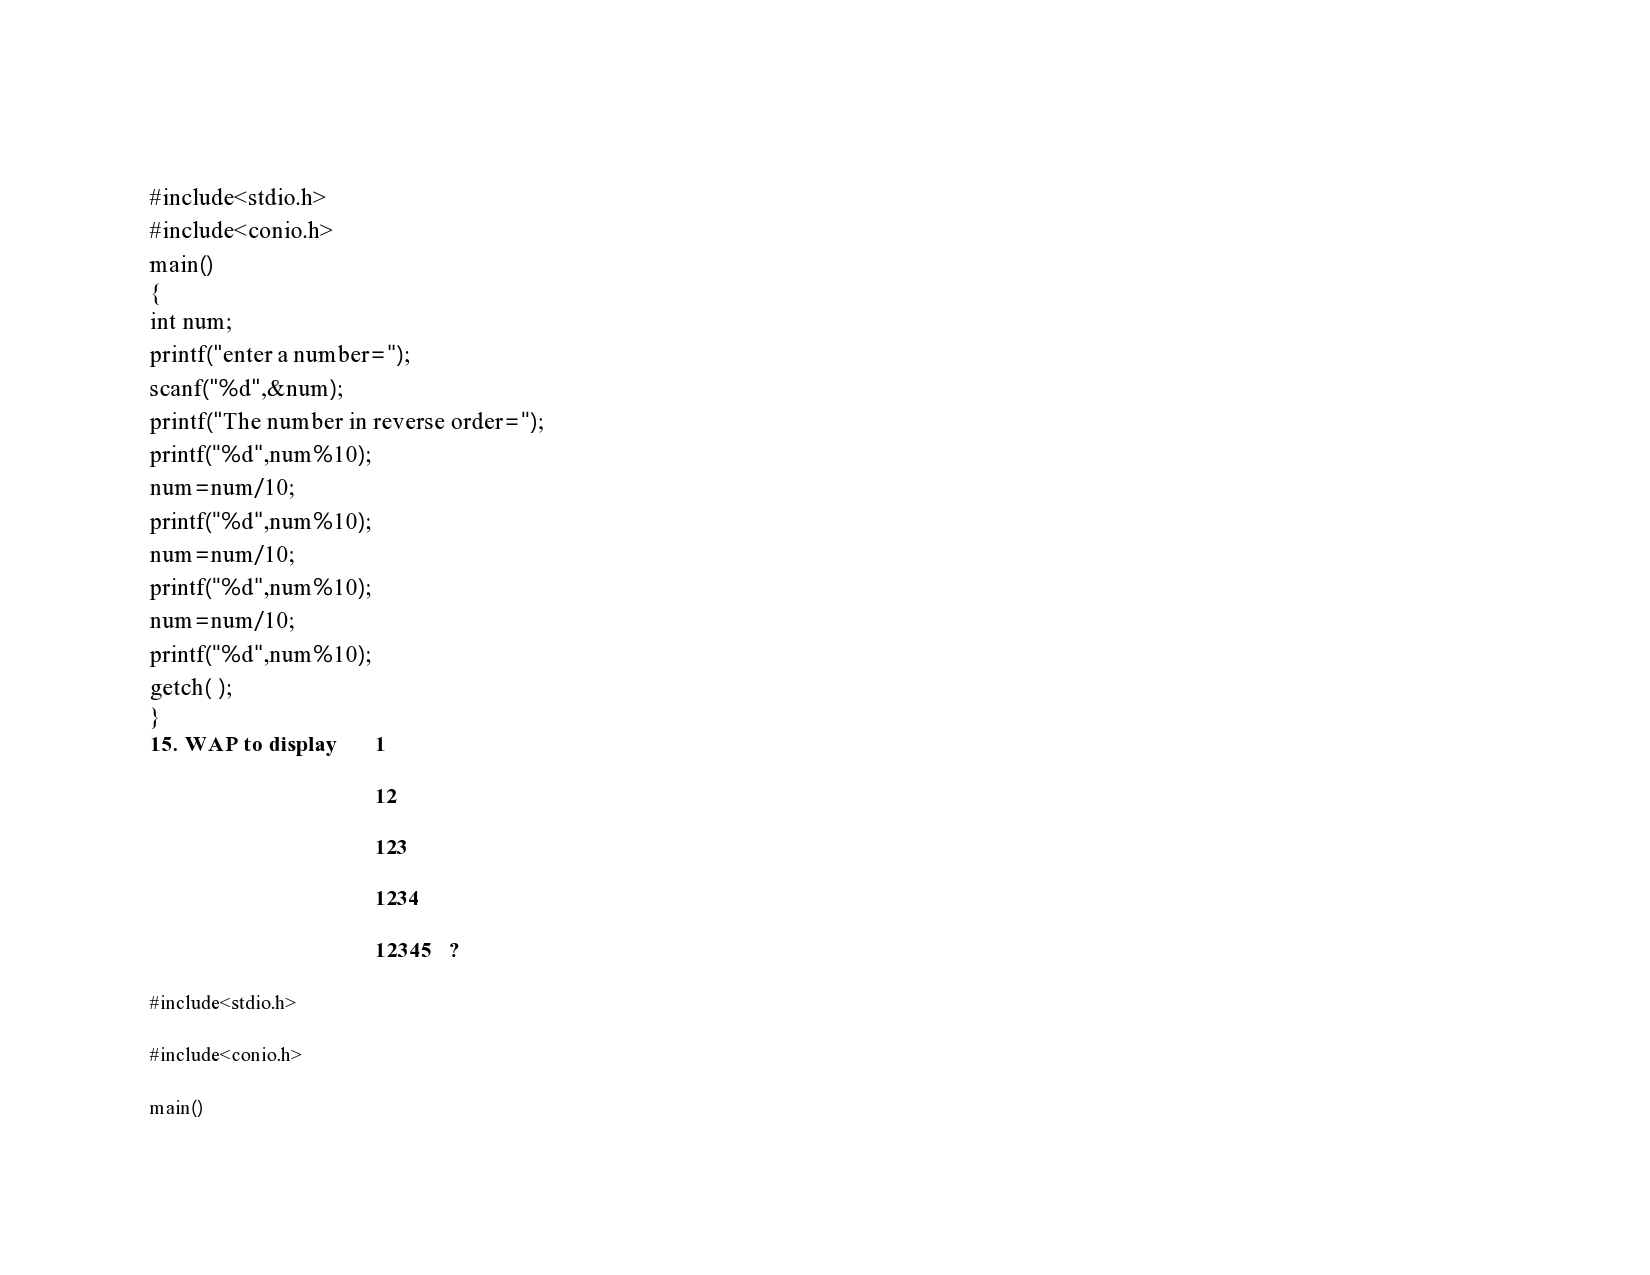 #include<stdio.h>
#include<conio.h>
main()
{
int num;
printf("enter a number=");
scanf("%d",&num);
printf("The number in reverse order=");
printf("%d",num%10);
num=num/10;
printf("%d",num%10);
num=num/10;
printf("%d",num%10);
num=num/10;
printf("%d",num%10);
getch( );
}
15. WAP to display 1
12
123
1234
12345 ?
#include<stdio.h>
#include<conio.h>
main()